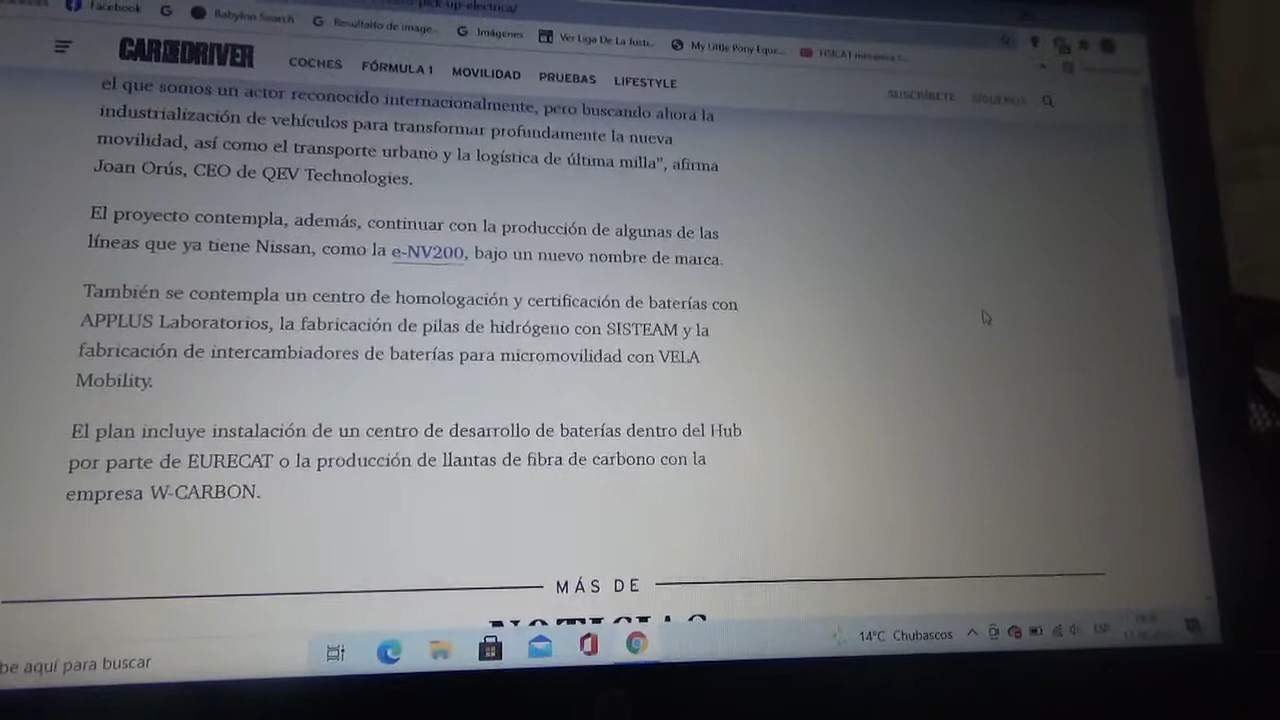 pick-up-electrica/
Facebook
Babylon Search
Resultado de image...
Imágenes
Ver Liga De La Justi...
My Little Pony Eque...
CAR DRIVER
COCHES FÓRMULA 1 MOVILIDAD PRUEBAS LIFESTYLE
SUSCRÍBETE SÍGUENOS
el que somos un actor reconocido internacionalmente, pero buscando ahora la
industrialización de vehículos para transformar profundamente la nueva
movilidad, así como el transporte urbano y la logística de última milla", afirma
Joan Orús, CEO de QEV Technologies.
El proyecto contempla, además, continuar con la producción de algunas de las
líneas que ya tiene Nissan, como la e-NV200, bajo un nuevo nombre de marca.
También se contempla un centro de homologación y certificación de baterías con
APPLUS Laboratorios, la fabricación de pilas de hidrógeno con SISTEAM y la
fabricación de intercambiadores de baterías para micromovilidad con VELA
Mobility.
El plan incluye instalación de un centro de desarrollo de baterías dentro del Hub
por parte de EURECAT o la producción de llantas de fibra de carbono con la
empresa W-CARBON.
MÁS DE
NOTICIAS
be aquí para buscar
14°C Chubascos
ESP